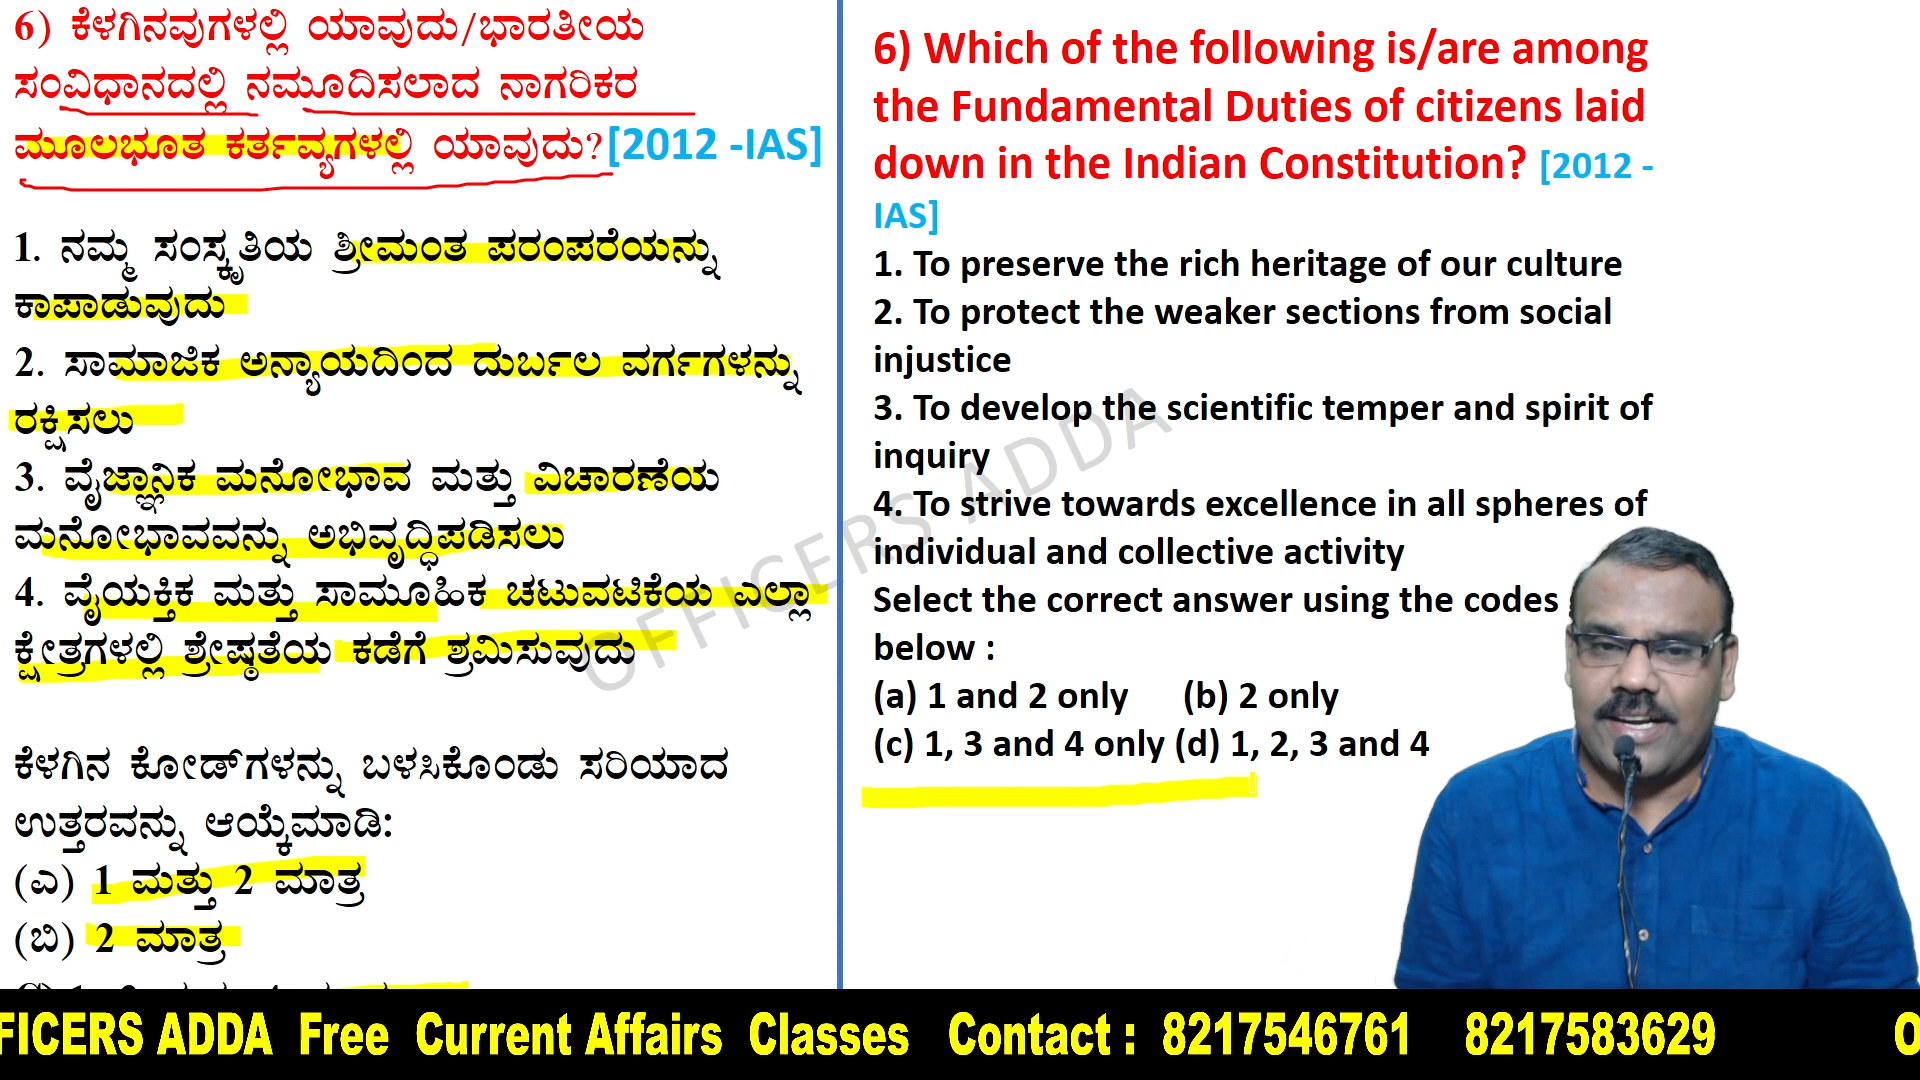 6) ಕೆಳಗಿನವುಗಳಲ್ಲಿ ಯಾವುದು/ಭಾರತೀಯ
ಸಂವಿಧಾನದಲ್ಲಿ ನಮೂದಿಸಲಾದ ನಾಗರಿಕರ
ಮೂಲಭೂತ ಕರ್ತವ್ಯಗಳಲ್ಲಿ ಯಾವುದು?[2012 -IAS]
1. ನಮ್ಮ ಸಂಸ್ಕೃತಿಯ ಶ್ರೀಮಂತ ಪರಂಪರೆಯನ್ನು
ಕಾಪಾಡುವುದು
2. ಸಾಮಾಜಿಕ ಅನ್ಯಾಯದಿಂದ ದುರ್ಬಲ ವರ್ಗಗಳನ್ನು
ರಕ್ಷಿಸಲು
3. ವೈಜ್ಞಾನಿಕ ಮನೋಭಾವ ಮತ್ತು ವಿಚಾರಣೆಯ
ಮನೋಭಾವವನ್ನು ಅಭಿವೃದ್ಧಿಪಡಿಸಲು
4. ವೈಯಕ್ತಿಕ ಮತ್ತು ಸಾಮೂಹಿಕ ಚಟುವಟಿಕೆಯ ಎಲ್ಲಾ
ಕ್ಷೇತ್ರಗಳಲ್ಲಿ ಶ್ರೇಷ್ಠತೆಯ ಕಡೆಗೆ ಶ್ರಮಿಸುವುದು
ಕೆಳಗಿನ ಕೋಡ್‌ಗಳನ್ನು ಬಳಸಿಕೊಂಡು ಸರಿಯಾದ
ಉತ್ತರವನ್ನು ಆಯ್ಕೆಮಾಡಿ:
(ಎ) 1 ಮತ್ತು 2 ಮಾತ್ರ
(ಬಿ) 2 ಮಾತ್ರ
6) Which of the following is/are among
the Fundamental Duties of citizens laid
down in the Indian Constitution? [2012 -
IAS]
1. To preserve the rich heritage of our culture
2. To protect the weaker sections from social
injustice
3. To develop the scientific temper and spirit of
inquiry
4. To strive towards excellence in all spheres of
individual and collective activity
Select the correct answer using the codes
below :
(a) 1 and 2 only (b) 2 only
(c) 1, 3 and 4 only (d) 1, 2, 3 and 4
OFFICERS ADDA
FICERS ADDA Free Current Affairs Classes Contact : 8217546761 8217583629 O